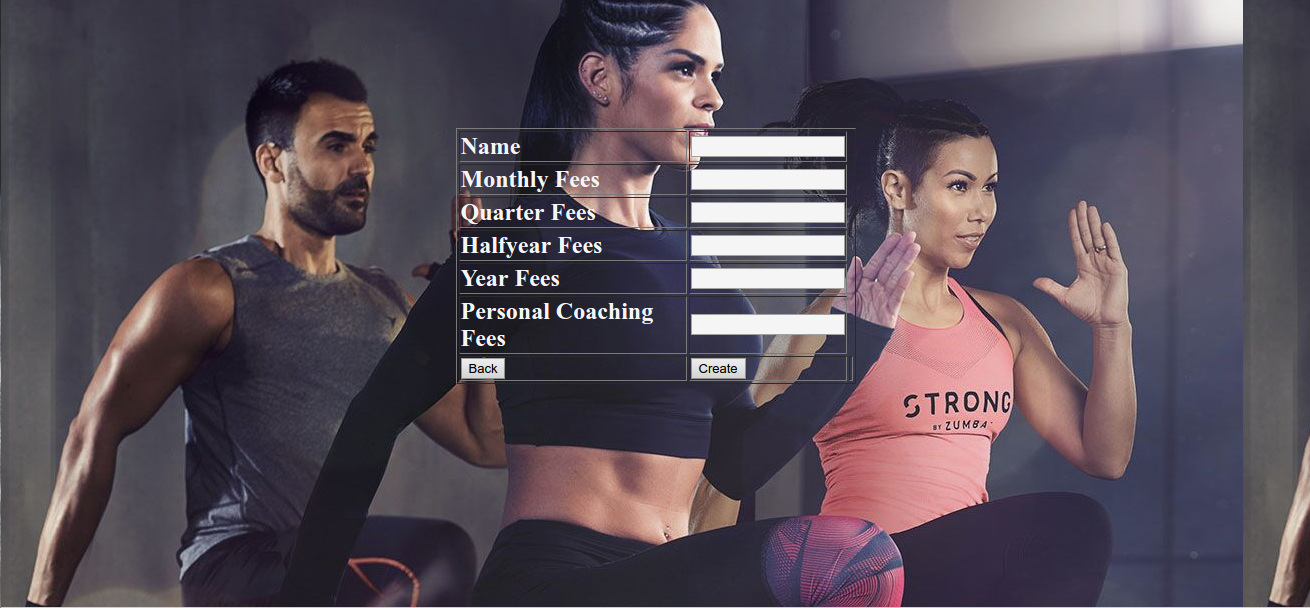 Name
Monthly Fees
Quarter Fees
Halfyear Fees
Year Fees
Personal Coaching
Fees
Back Create
STRONG
BY ZUMBA